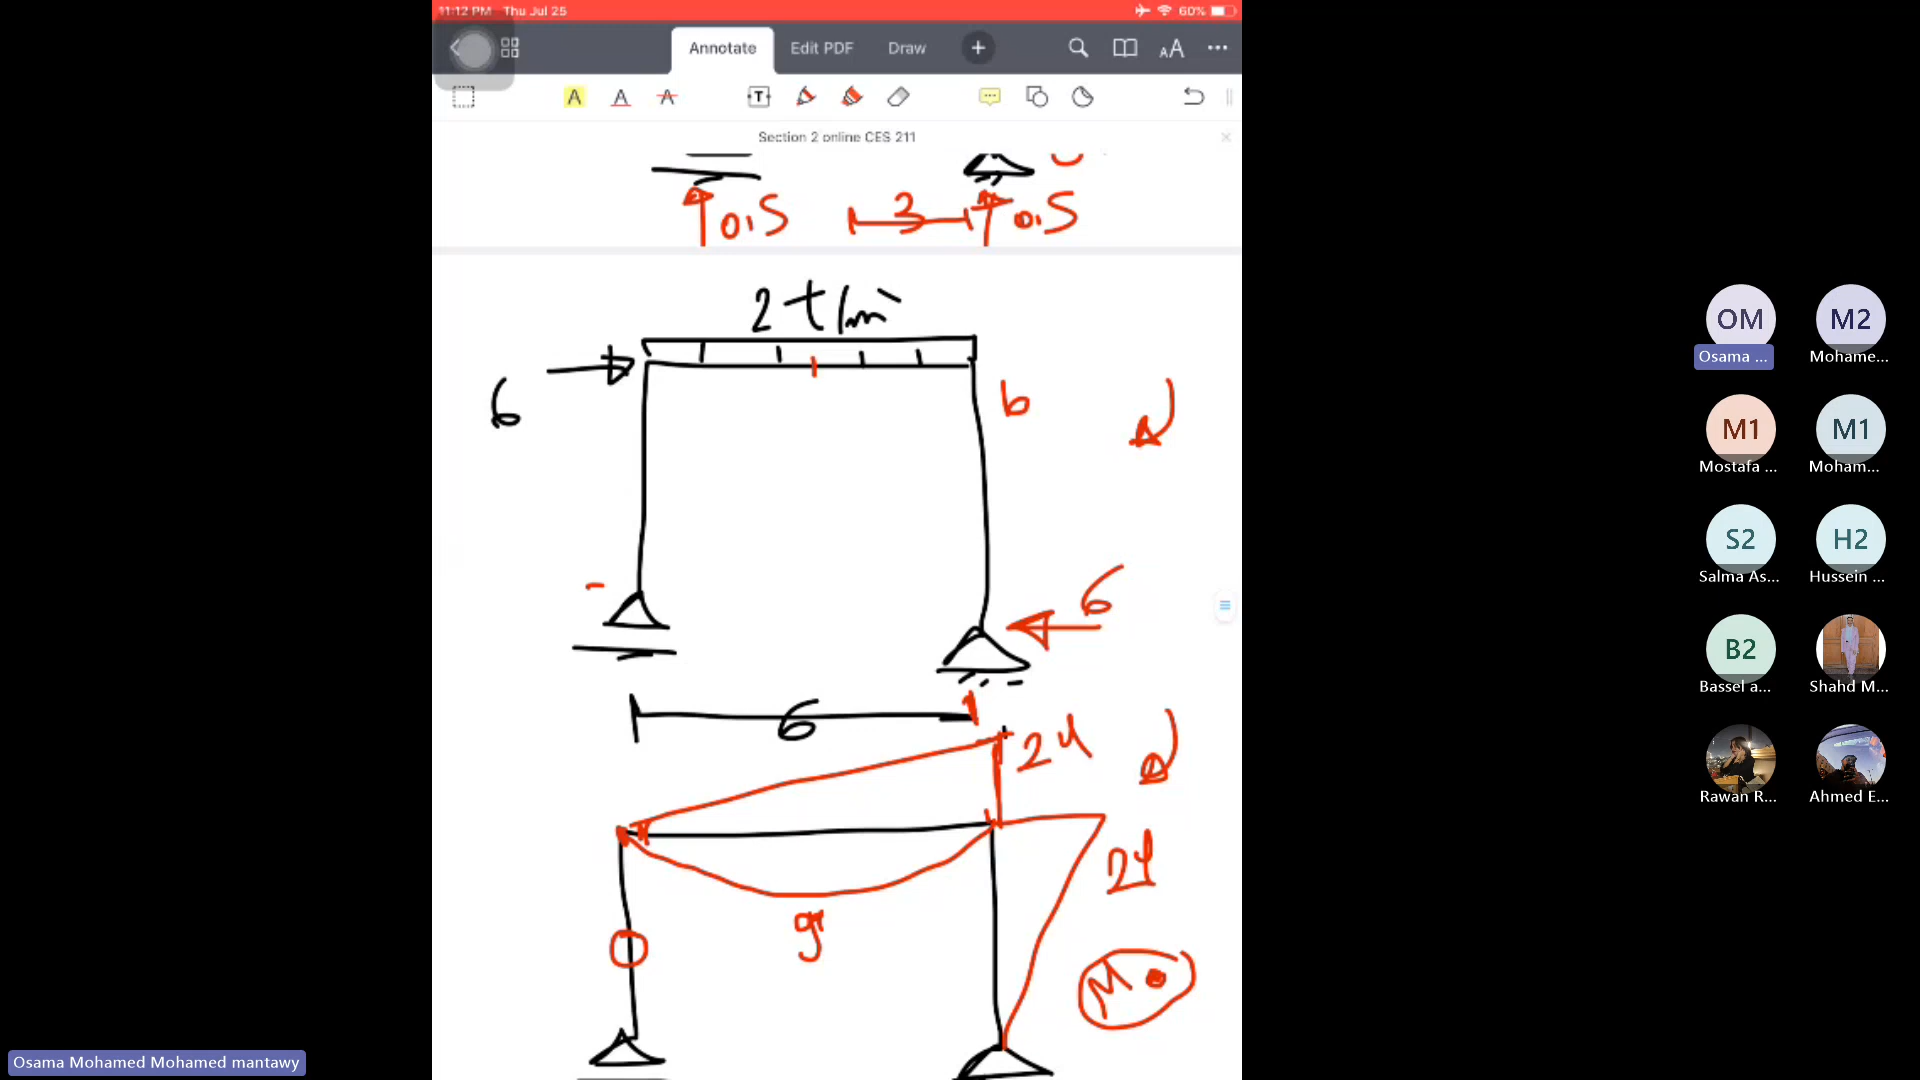 11:12 PM Thu Jul 25
60%
Annotate
Edit PDF
Draw
AA
A A A T
Section 2 online CES 211
0.5
3
0.5
2 t/m'
6
b
6
6
24
24
9
M
OM
Osama ...
M2
Mohame...
M1
Mostafa ...
M1
Moham...
S2
Salma As...
H2
Hussein ...
B2
Bassel a...
Shahd M...
Rawan R...
Ahmed E...
Osama Mohamed Mohamed mantawy